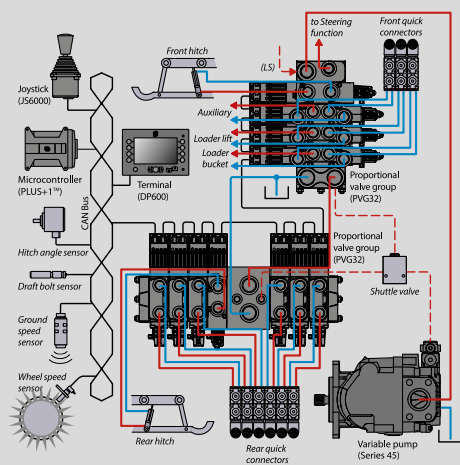 to Steering
function
Front quick
connectors
Front hitch
(LS)
Joystick
(JS6000)
Auxiliary
Loader lift
Loader
bucket
Microcontroller
(PLUS+1™)
Terminal
(DP600)
CAN Bus
Proportional
valve group
(PVG32)
Proportional
valve group
(PVG32)
Hitch angle sensor
Draft bolt sensor
Shuttle valve
Ground
speed
sensor
Wheel speed
sensor
Rear hitch
Rear quick
connectors
Variable pump
(Series 45)